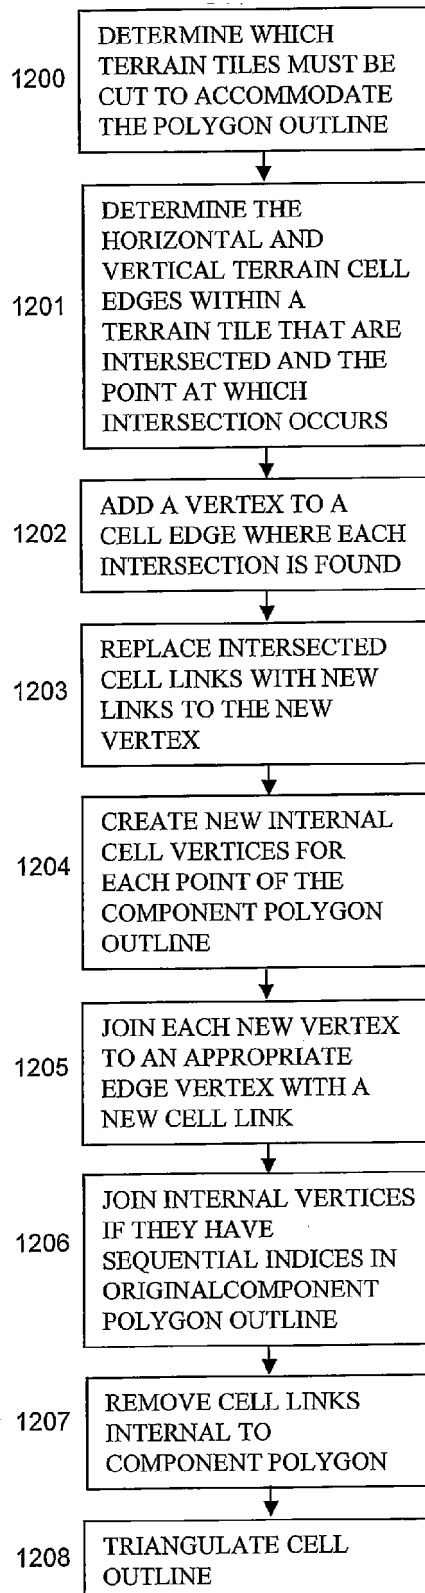 1200
DETERMINE WHICH
TERRAIN TILES MUST BE
CUT TO ACCOMMODATE
THE POLYGON OUTLINE
1201
DETERMINE THE
HORIZONTAL AND
VERTICAL TERRAIN CELL
EDGES WITHIN A
TERRAIN TILE THAT ARE
INTERSECTED AND THE
POINT AT WHICH
INTERSECTION OCCURS
1202
ADD A VERTEX TO A
CELL EDGE WHERE EACH
INTERSECTION IS FOUND
1203
REPLACE INTERSECTED
CELL LINKS WITH NEW
LINKS TO THE NEW
VERTEX
1204
CREATE NEW INTERNAL
CELL VERTICES FOR
EACH POINT OF THE
COMPONENT POLYGON
OUTLINE
1205
JOIN EACH NEW VERTEX
TO AN APPROPRIATE
EDGE VERTEX WITH A
NEW CELL LINK
1206
JOIN INTERNAL VERTICES
IF THEY HAVE
SEQUENTIAL INDICES IN
ORIGINALCOMPONENT
POLYGON OUTLINE
1207
REMOVE CELL LINKS
INTERNAL TO
COMPONENT POLYGON
1208
TRIANGULATE CELL
OUTLINE